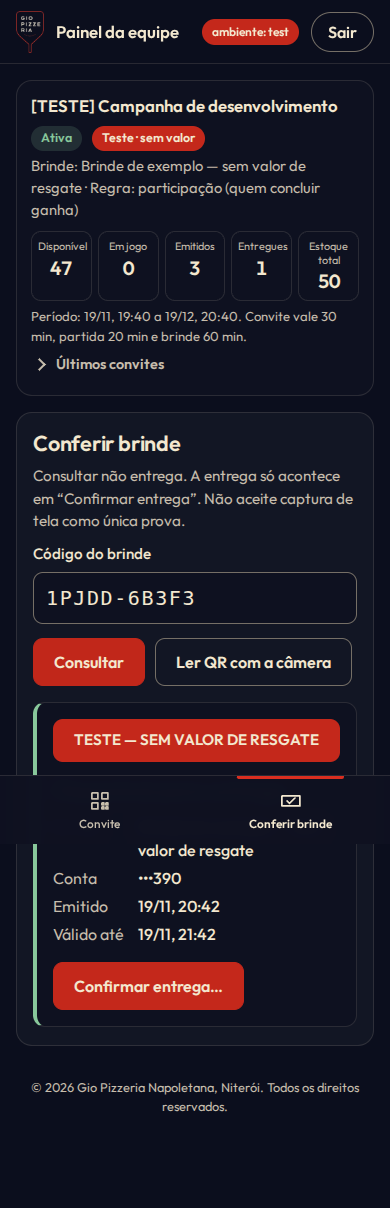 GIO
PIZZE
RIA
Painel da equipe
ambiente: test
Sair
[TESTE] Campanha de desenvolvimento
Ativa
Teste · sem valor
Brinde: Brinde de exemplo — sem valor de
resgate · Regra: participação (quem concluir
ganha)
Disponível
47
Em jogo
0
Emitidos
3
Entregues
1
Estoque
total
50
Período: 19/11, 19:40 a 19/12, 20:40. Convite vale 30
min, partida 20 min e brinde 60 min.
Últimos convites
Conferir brinde
Consultar não entrega. A entrega só acontece
em “Confirmar entrega”. Não aceite captura de
tela como única prova.
Código do brinde
1PJDD-6B3F3
Consultar
Ler QR com a câmera
TESTE — SEM VALOR DE RESGATE
Convite
Conferir brinde
valor de resgate
Conta •••390
Emitido 19/11, 20:42
Válido até 19/11, 21:42
Confirmar entrega…
© 2026 Gio Pizzeria Napoletana, Niterói. Todos os direitos
reservados.